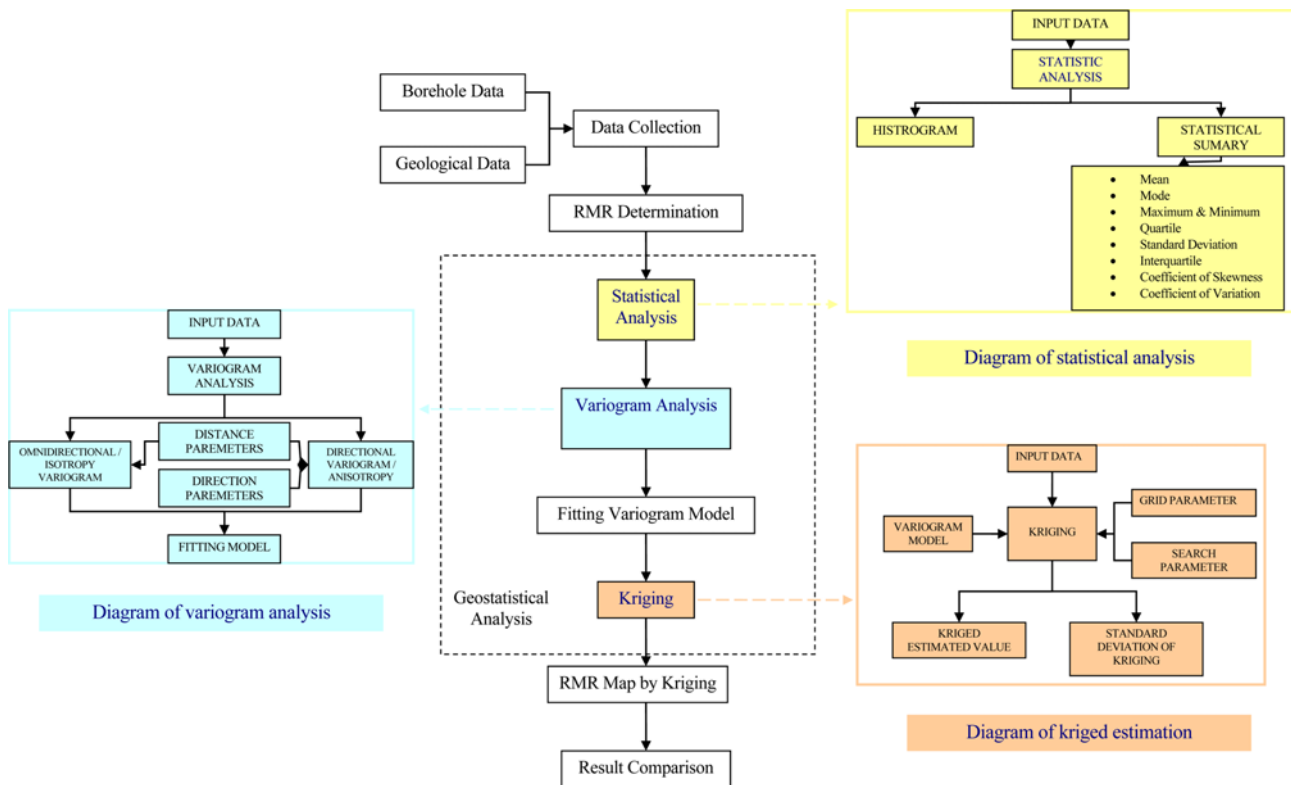 Borehole Data
Geological Data
Data Collection
RMR Determination
Statistical
Analysis
Variogram Analysis
Fitting Variogram Model
Kriging
Geostatistical
Analysis
RMR Map by Kriging
Result Comparison
INPUT DATA
STATISTIC
ANALYSIS
HISTROGRAM
STATISTICAL
SUMARY
• Mean
• Mode
• Maximum & Minimum
• Quartile
• Standard Deviation
• Interquartile
• Coefficient of Skewness
• Coefficient of Variation
Diagram of statistical analysis
INPUT DATA
VARIOGRAM
ANALYSIS
OMNIDIRECTIONAL /
ISOTROPY
VARIOGRAM
DISTANCE
PAREMETERS
DIRECTION
PAREMETERS
DIRECTIONAL
VARIOGRAM /
ANISOTROPY
FITTING MODEL
Diagram of variogram analysis
INPUT DATA
VARIOGRAM
MODEL
KRIGING
GRID PARAMETER
SEARCH
PARAMETER
KRIGED
ESTIMATED VALUE
STANDARD
DEVIATION OF
KRIGING
Diagram of kriged estimation